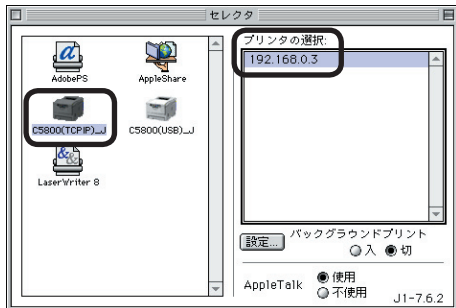 セレクタ
AdobePS
AppleShare
C5800(TCPIP)_J
C5800(USB)_J
LaserWriter 8
プリンタの選択:
192.168.0.3
設定...
バックグラウンドプリント
入 切
AppleTalk
使用
不使用
J1-7.6.2